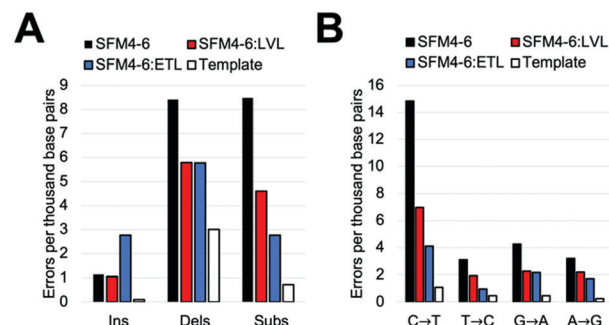 A
SFM4-6
SFM4-6:LVL
SFM4-6:ETL
Template
Errors per thousand base pairs
9
8
7
6
5
4
3
2
1
0
Ins
Dels
Subs
B
SFM4-6
SFM4-6:LVL
SFM4-6:ETL
Template
Errors per thousand base pairs
16
14
12
10
8
6
4
2
0
C→T
T→C
G→A
A→G